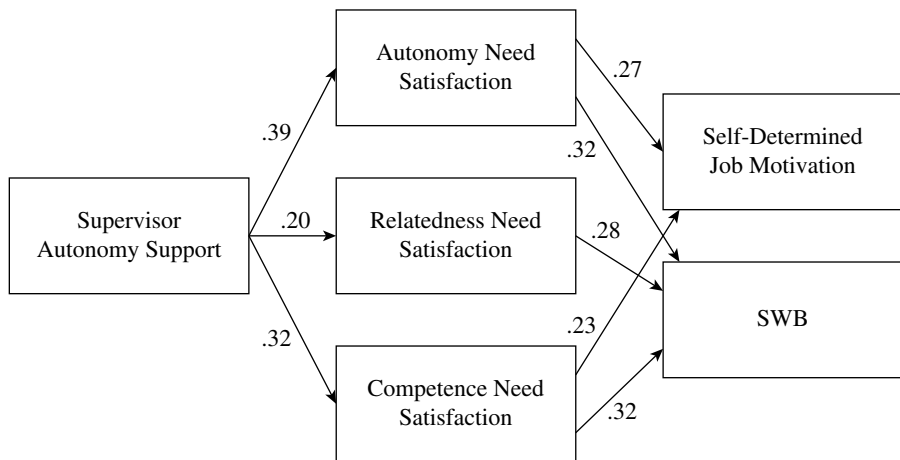 Autonomy Need
Satisfaction
.27
Self-Determined
Job Motivation
.39
.32
Supervisor
Autonomy Support
.20
Relatedness Need
Satisfaction
.28
SWB
.32
.23
Competence Need
Satisfaction
.32